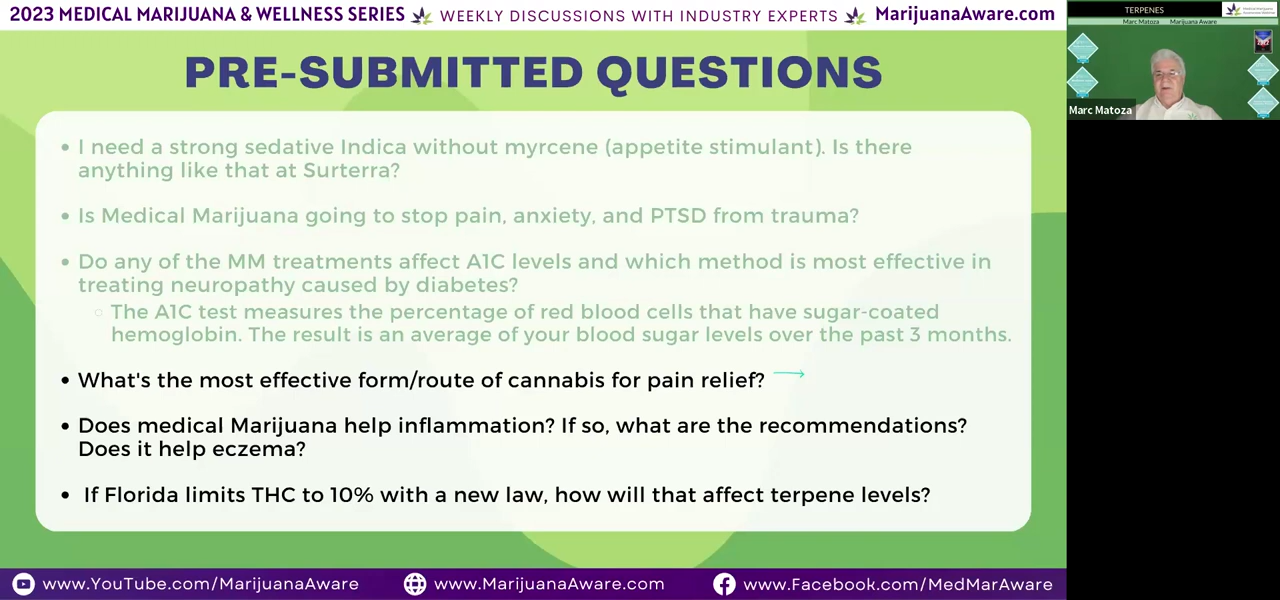 2023 MEDICAL MARIJUANA & WELLNESS SERIES WEEKLY DISCUSSIONS WITH INDUSTRY EXPERTS MarijuanaAware.com
TERPENES
Marc Matoza Marijuana Aware
PRE-SUBMITTED QUESTIONS
Marc Matoza
• I need a strong sedative Indica without myrcene (appetite stimulant). Is there
anything like that at Surterra?
• Is Medical Marijuana going to stop pain, anxiety, and PTSD from trauma?
• Do any of the MM treatments affect A1C levels and which method is most effective in
treating neuropathy caused by diabetes?
○ The A1C test measures the percentage of red blood cells that have sugar-coated
hemoglobin. The result is an average of your blood sugar levels over the past 3 months.
• What's the most effective form/route of cannabis for pain relief?
• Does medical Marijuana help inflammation? If so, what are the recommendations?
Does it help eczema?
• If Florida limits THC to 10% with a new law, how will that affect terpene levels?
www.YouTube.com/MarijuanaAware www.MarijuanaAware.com www.Facebook.com/MedMarAware